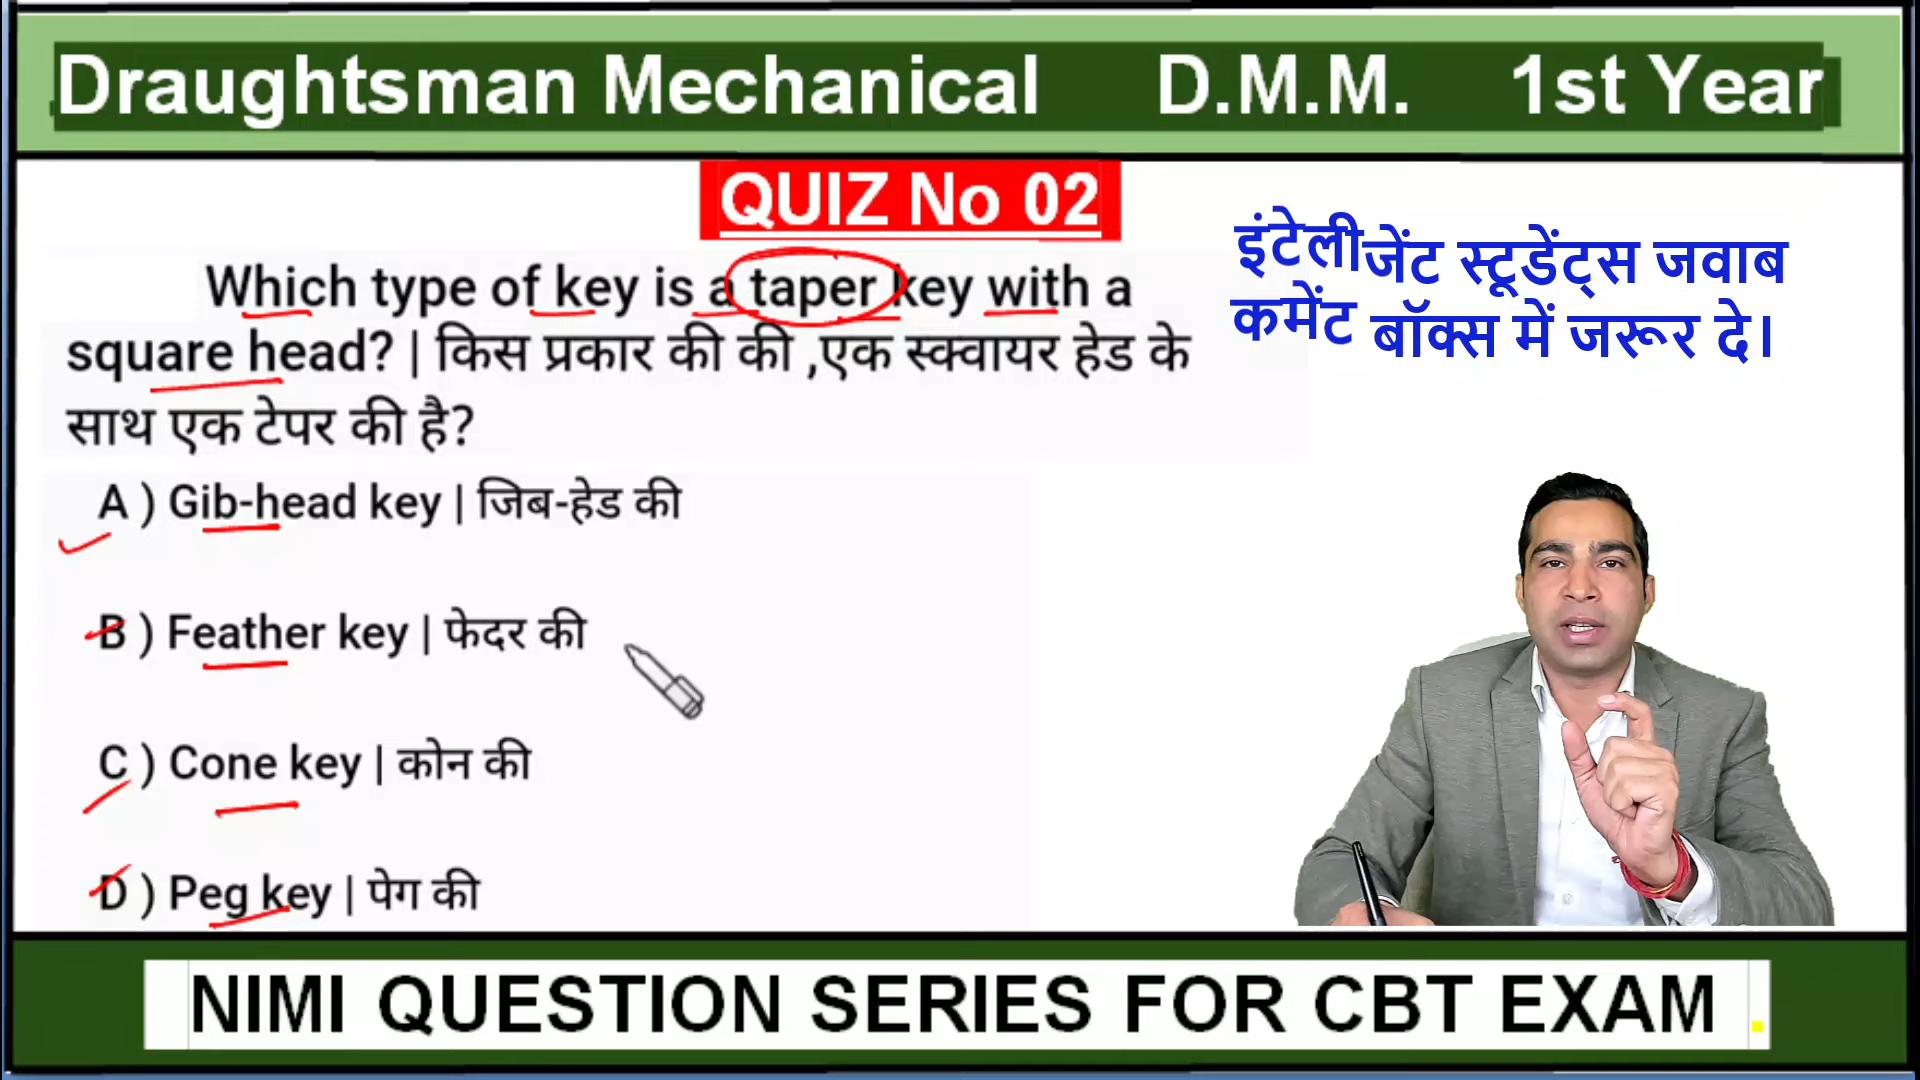 Draughtsman Mechanical D.M.M. 1st Year
QUIZ No 02
Which type of key is a taper key with a
square head? | किस प्रकार की की ,एक स्क्वायर हेड के
साथ एक टेपर की है?
इंटेलीजेंट स्टूडेंट्स जवाब
कमेंट बॉक्स में जरूर दे।
A ) Gib-head key | जिब-हेड की
B ) Feather key | फेदर की
C ) Cone key | कोन की
D ) Peg key | पेग की
NIMI QUESTION SERIES FOR CBT EXAM .